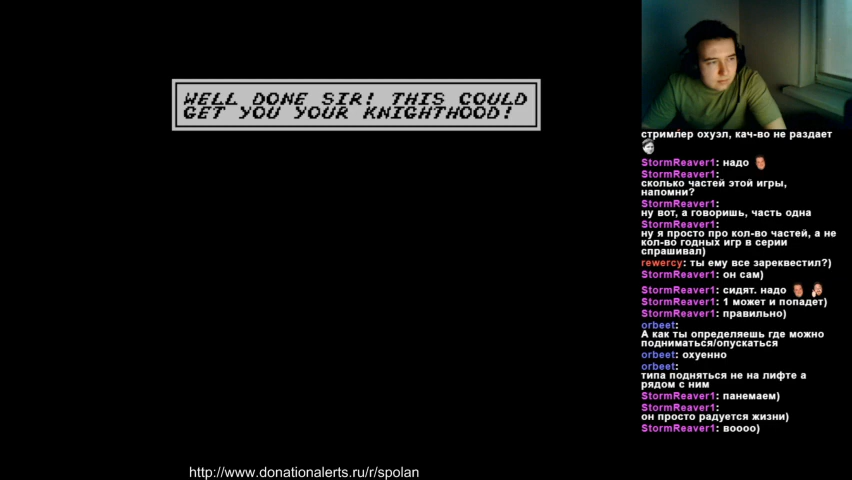 WELL DONE SIR! THIS COULD
GET YOU YOUR KNIGHTHOOD!
стримлер охуэл, кач-во не раздает
StormReaver1: надо
StormReaver1:
сколько частей этой игры,
напомни?
StormReaver1:
ну вот, а говоришь, часть одна
StormReaver1:
ну я просто про кол-во частей, а не
кол-во годных игр в серии
спрашивал)
rewercy: ты ему все зареквестил?)
StormReaver1: он сам)
StormReaver1: сидят. надо
StormReaver1: 1 может и попадет)
StormReaver1: правильно)
orbeet:
А как ты определяешь где можно
подниматься/опускаться
orbeet: охуенно
orbeet:
типа подняться не на лифте а
рядом с ним
StormReaver1: панемаем)
StormReaver1:
он просто радуется жизни)
StormReaver1: воооо)
http://www.donationalerts.ru/r/spolan